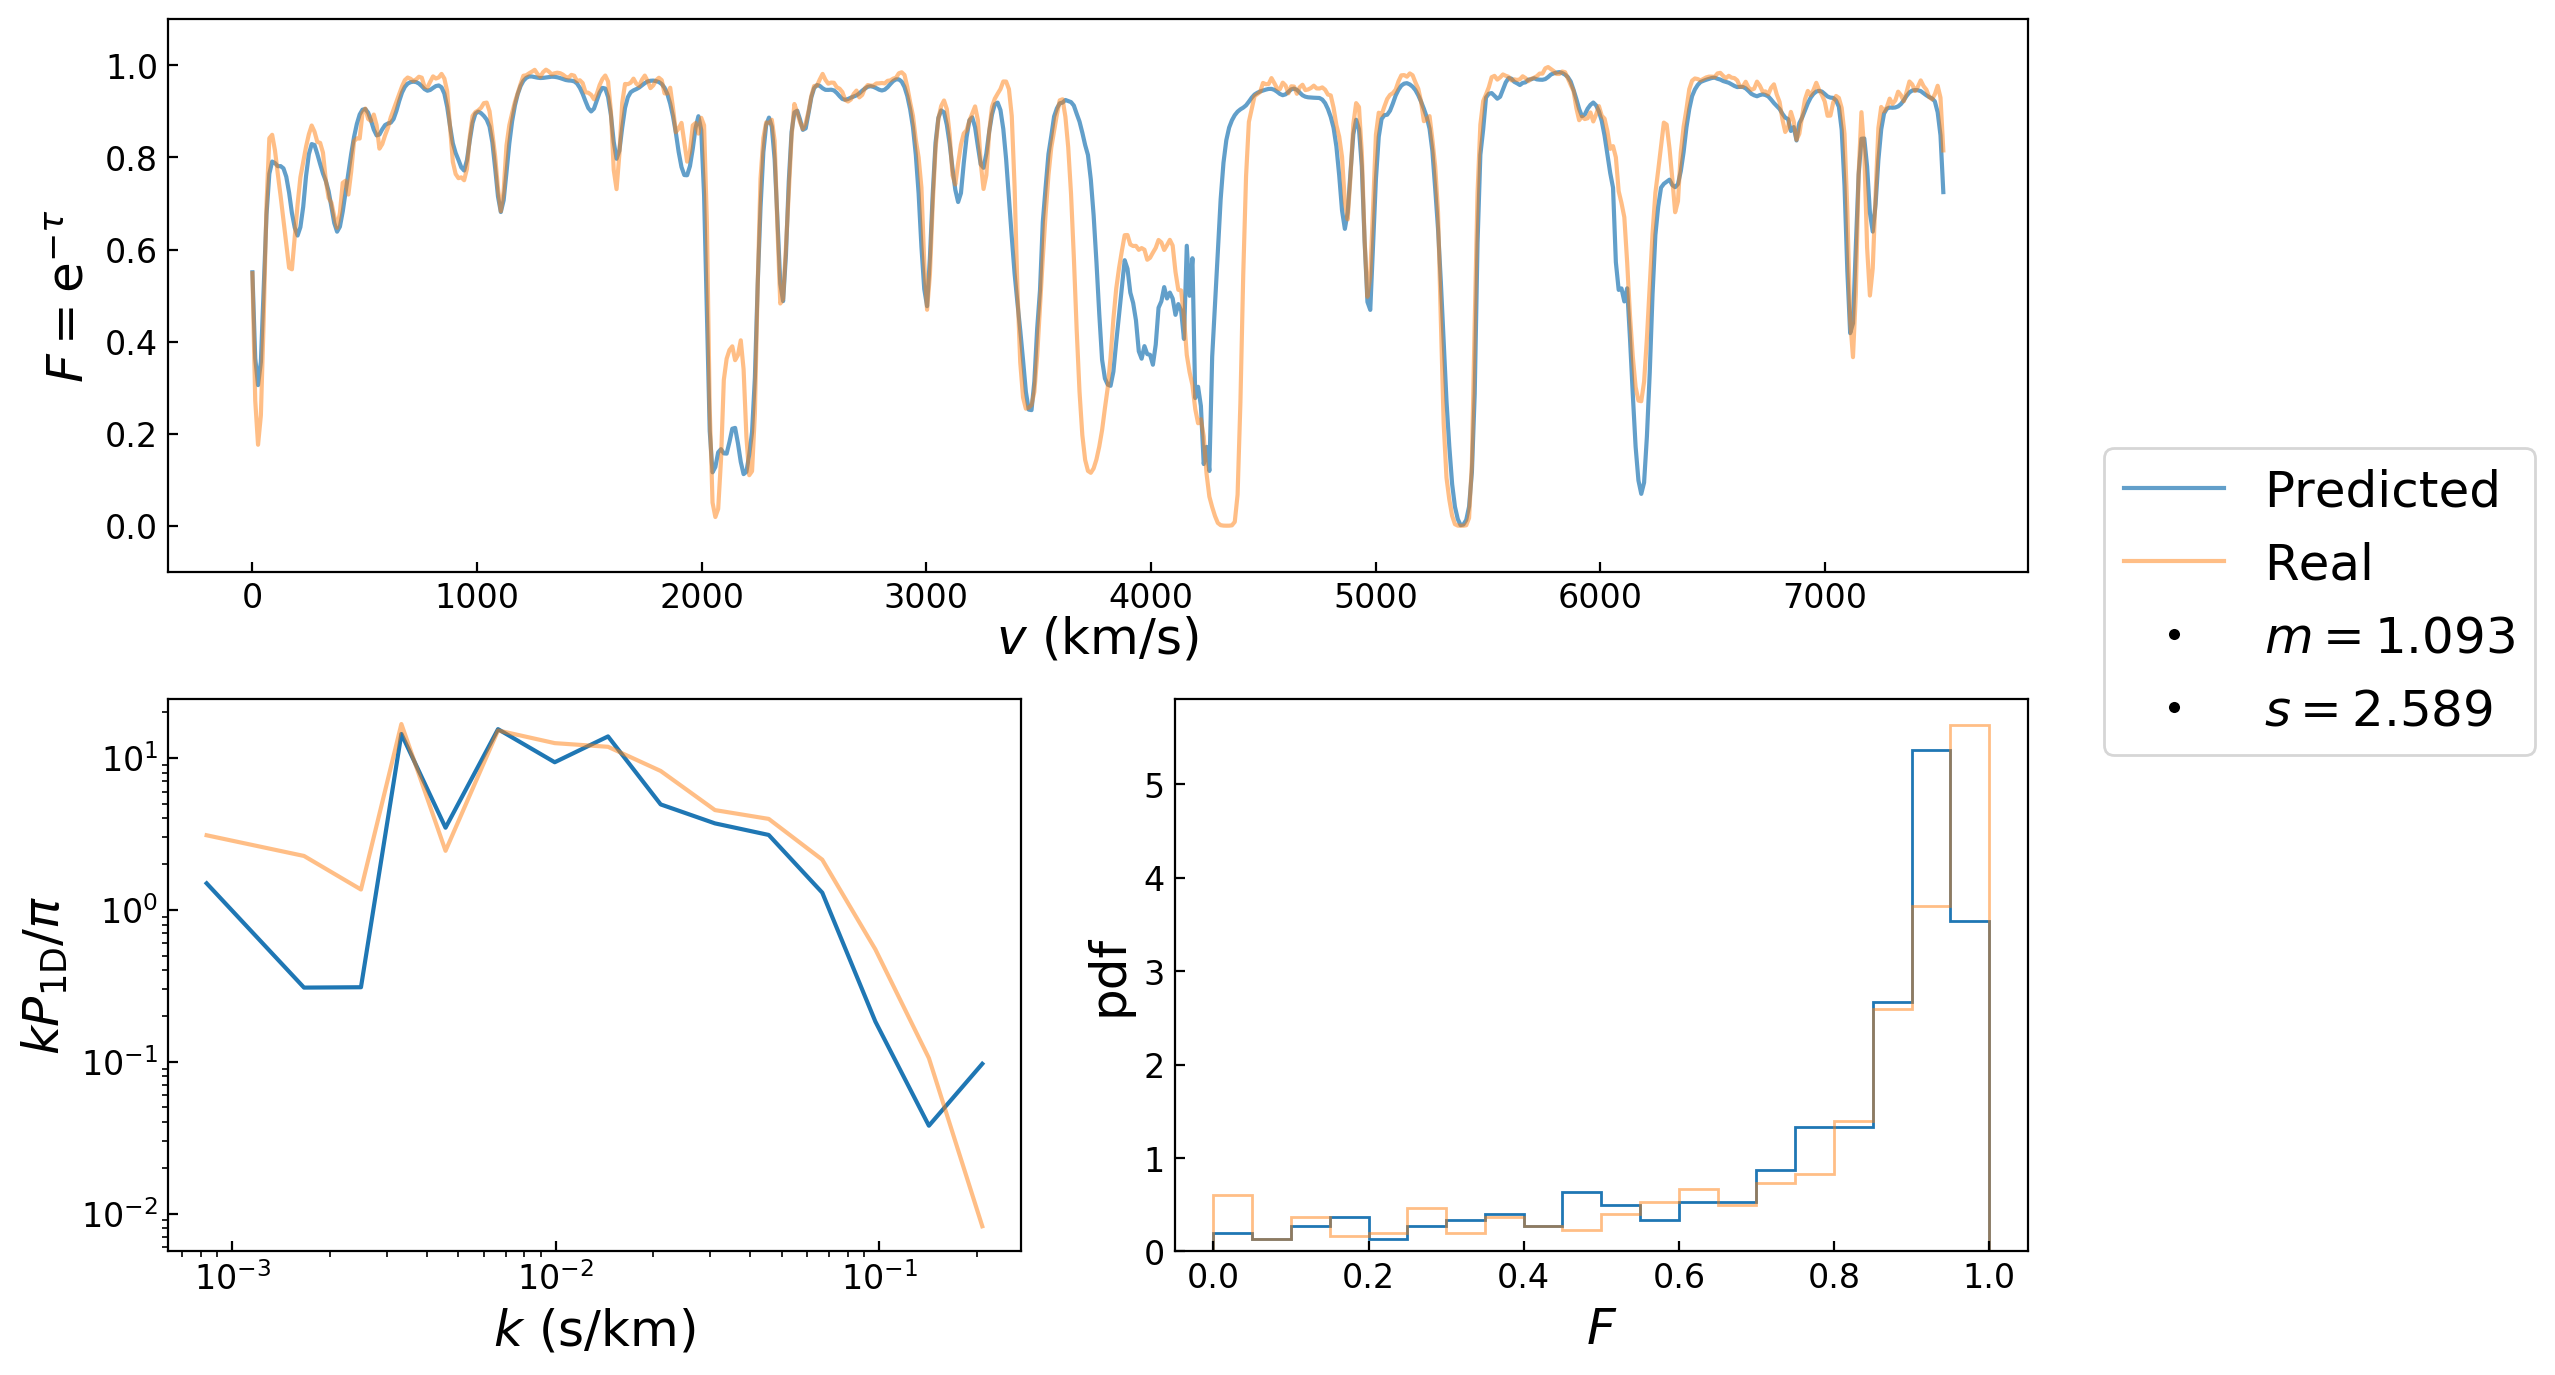 1.0
0.8
0.6
0.4
0.2
0.0
F = e^{-τ}
0 1000 2000 3000 4000 5000 6000 7000
v (km/s)
Predicted
Real
m = 1.093
s = 2.589
10^1
10^0
10^{-1}
10^{-2}
kP_{1D}/π
10^{-3} 10^{-2} 10^{-1}
k (s/km)
5
4
3
2
1
0
pdf
0.0 0.2 0.4 0.6 0.8 1.0
F